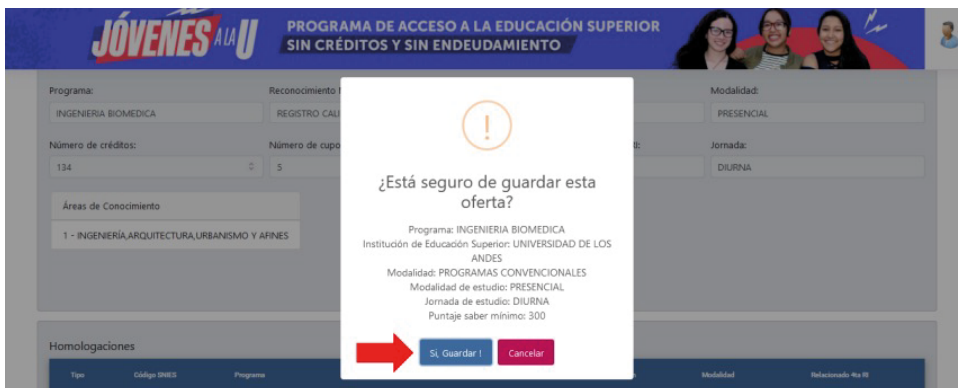 JÓVENES A LA U
PROGRAMA DE ACCESO A LA EDUCACIÓN SUPERIOR
SIN CRÉDITOS Y SIN ENDEUDAMIENTO
Programa:
Reconocimiento
Modalidad:
INGENIERIA BIOMEDICA
REGISTRO CALI
PRESENCIAL
Número de créditos:
Número de cupo
RI:
Jornada:
134
5
DIURNA
Áreas de Conocimiento
1 - INGENIERÍA,ARQUITECTURA,URBANISMO Y AFINES
!
¿Está seguro de guardar esta
oferta?
Programa: INGENIERIA BIOMEDICA
Institución de Educación Superior: UNIVERSIDAD DE LOS
ANDES
Modalidad: PROGRAMAS CONVENCIONALES
Modalidad de estudio: PRESENCIAL
Jornada de estudio: DIURNA
Puntaje saber mínimo: 300
Si, Guardar !
Cancelar
Homologaciones
Tipo
Código SNIES
Programa
Modalidad
Relacionado 4ta RI